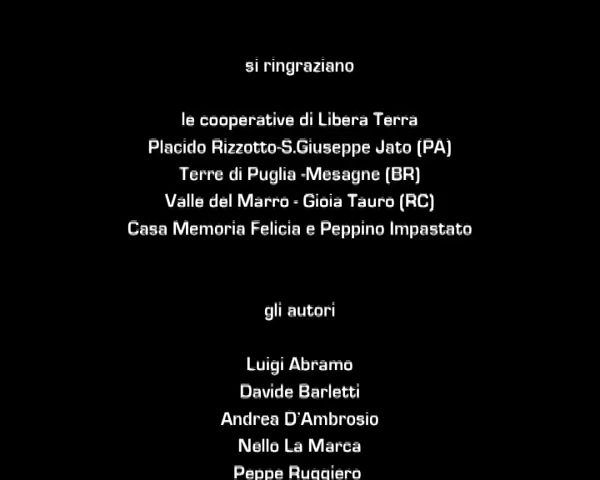 si ringraziano
le cooperative di Libera Terra
Placido Rizzotto-S.Giuseppe Jato (PA)
Terre di Puglia -Mesagne (BR)
Valle del Marro - Gioia Tauro (RC)
Casa Memoria Felicia e Peppino Impastato
gli autori
Luigi Abramo
Davide Barletti
Andrea D'Ambrosio
Nello La Marca
Peppe Ruggiero